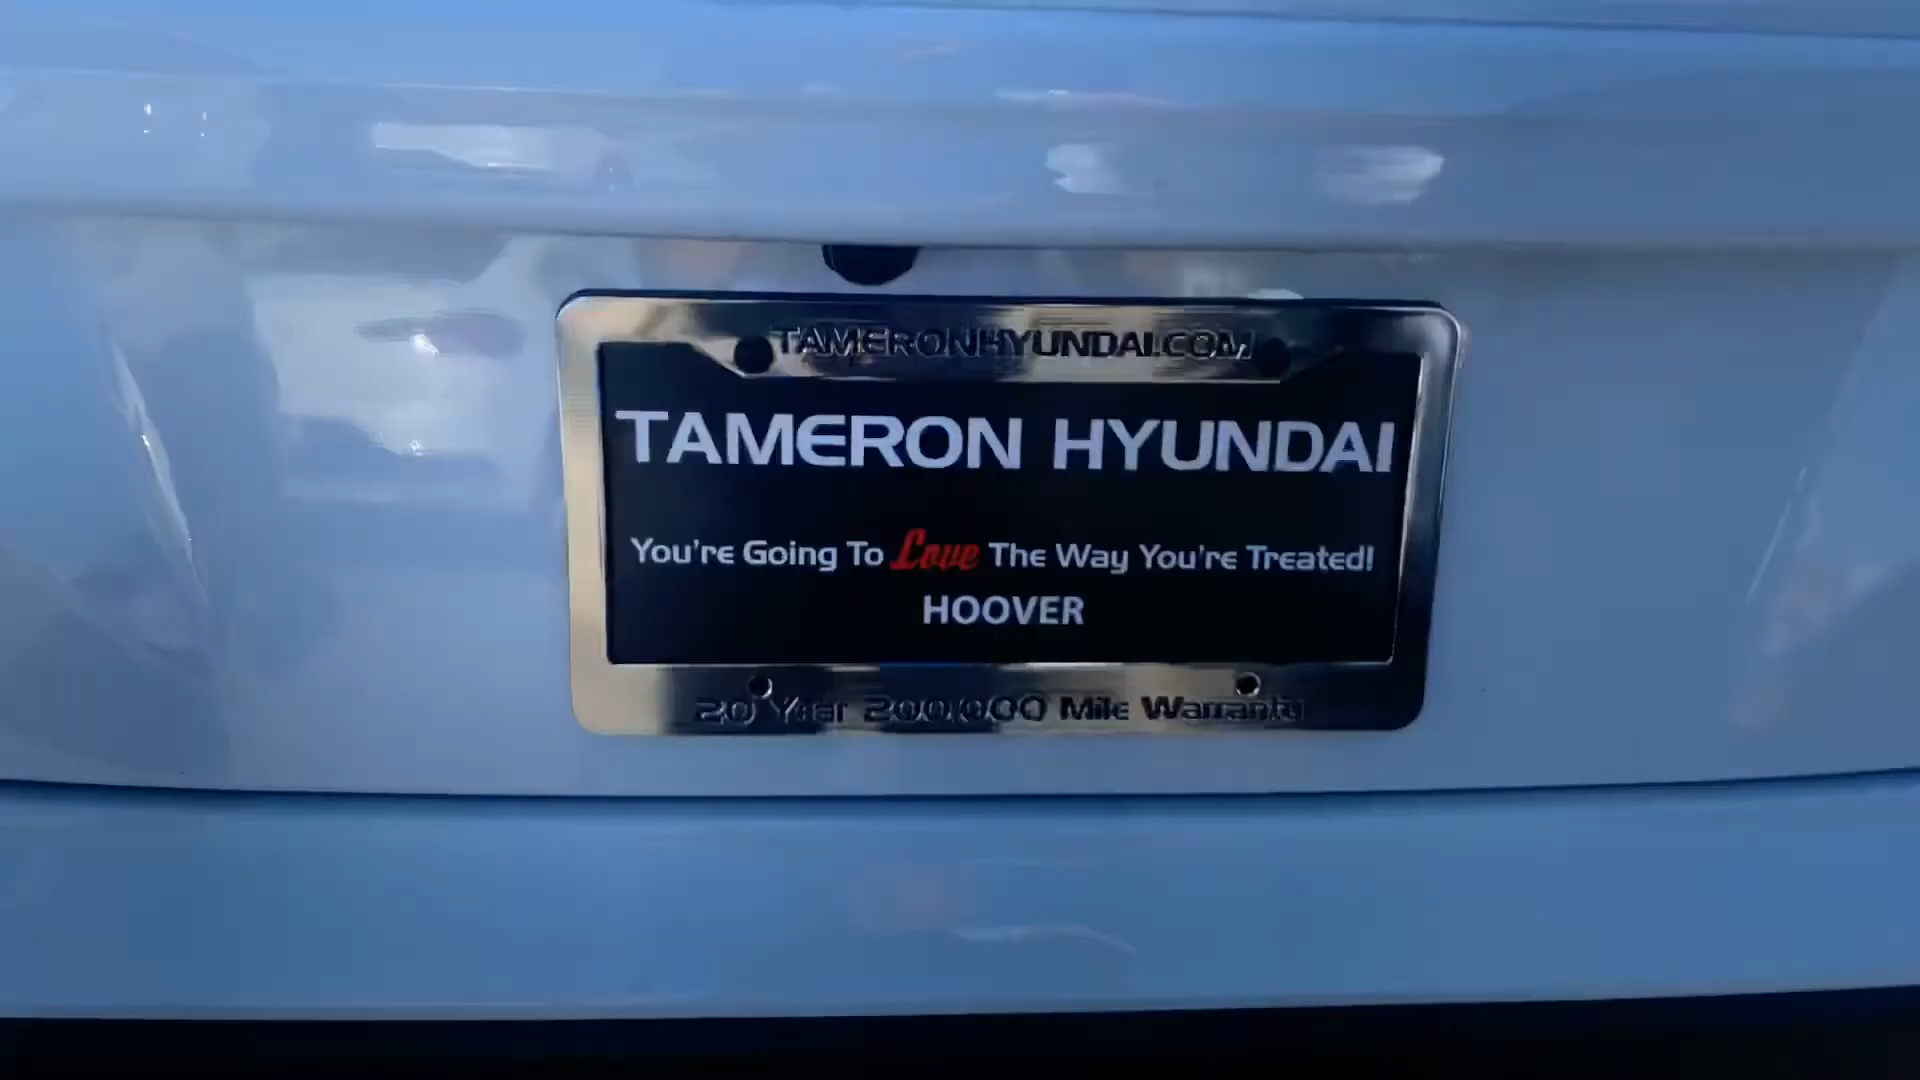 TAMERONHYUNDAI.COM
TAMERON HYUNDAI
You're Going To Love The Way You're Treated!
HOOVER
20 Year 200,000 Mile Warranty